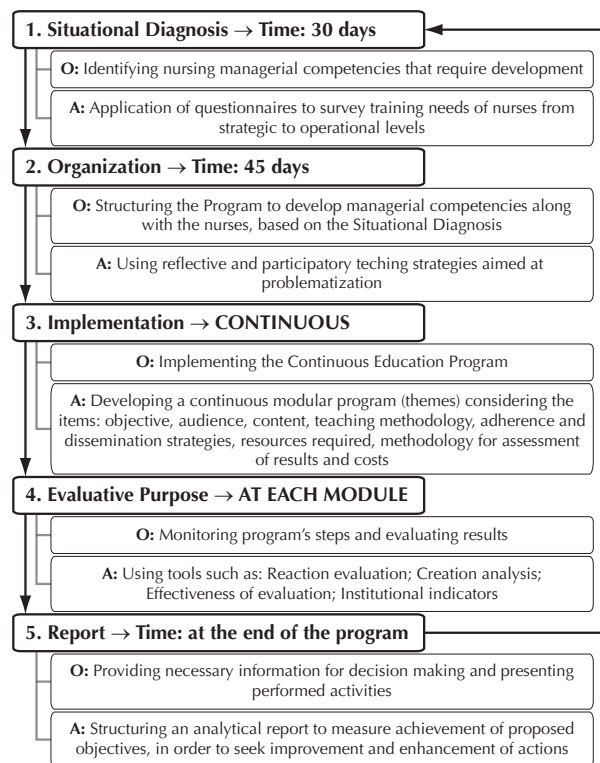 1. Situational Diagnosis → Time: 30 days
O: Identifying nursing managerial competencies that require development
A: Application of questionnaires to survey training needs of nurses from
strategic to operational levels
2. Organization → Time: 45 days
O: Structuring the Program to develop managerial competencies along
with the nurses, based on the Situational Diagnosis
A: Using reflective and participatory teching strategies aimed at
problematization
3. Implementation → CONTINUOUS
O: Implementing the Continuous Education Program
A: Developing a continuous modular program (themes) considering the
items: objective, audience, content, teaching methodology, adherence and
dissemination strategies, resources required, methodology for assessment
of results and costs
4. Evaluative Purpose → AT EACH MODULE
O: Monitoring program's steps and evaluating results
A: Using tools such as: Reaction evaluation; Creation analysis;
Effectiveness of evaluation; Institutional indicators
5. Report → Time: at the end of the program
O: Providing necessary information for decision making and presenting
performed activities
A: Structuring an analytical report to measure achievement of proposed
objectives, in order to seek improvement and enhancement of actions